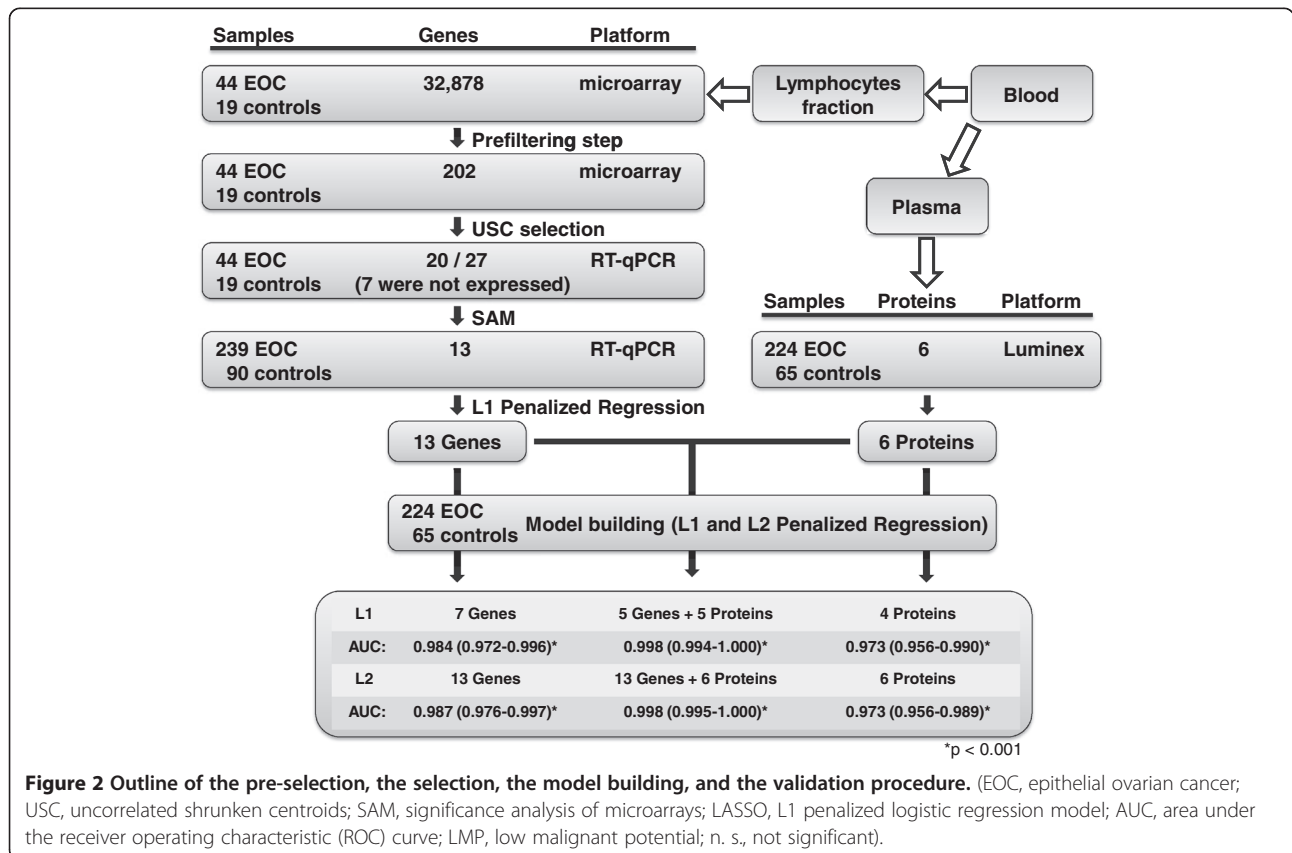 Samples Genes Platform
44 EOC 32,878 microarray
19 controls
Lymphocytes
fraction
Blood
Prefiltering step
44 EOC 202 microarray
19 controls
Plasma
USC selection
44 EOC 20 / 27 RT-qPCR
19 controls (7 were not expressed)
Samples Proteins Platform
SAM
239 EOC 13 RT-qPCR
90 controls
224 EOC 6 Luminex
65 controls
L1 Penalized Regression
13 Genes
6 Proteins
224 EOC
65 controls
Model building (L1 and L2 Penalized Regression)
L1 7 Genes 5 Genes + 5 Proteins 4 Proteins
AUC: 0.984 (0.972-0.996)* 0.998 (0.994-1.000)* 0.973 (0.956-0.990)*
L2 13 Genes 13 Genes + 6 Proteins 6 Proteins
AUC: 0.987 (0.976-0.997)* 0.998 (0.995-1.000)* 0.973 (0.956-0.989)*
*p < 0.001
Figure 2 Outline of the pre-selection, the selection, the model building, and the validation procedure. (EOC, epithelial ovarian cancer;
USC, uncorrelated shrunken centroids; SAM, significance analysis of microarrays; LASSO, L1 penalized logistic regression model; AUC, area under
the receiver operating characteristic (ROC) curve; LMP, low malignant potential; n. s., not significant).